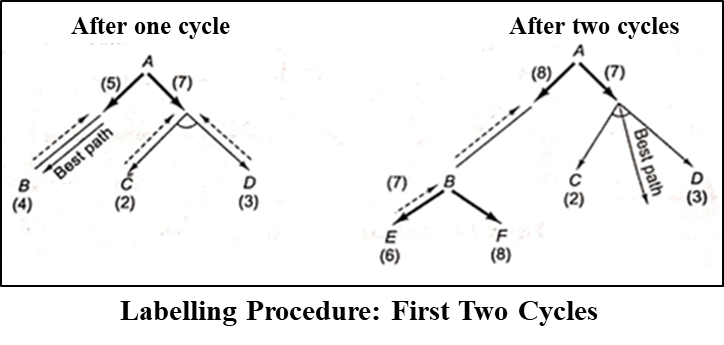 After one cycle
A
(5) (7)
Best path
B C D
(4) (2) (3)
After two cycles
A
(8) (7)
Best path
(7) B C D
(2) (3)
E F
(6) (8)
Labelling Procedure: First Two Cycles